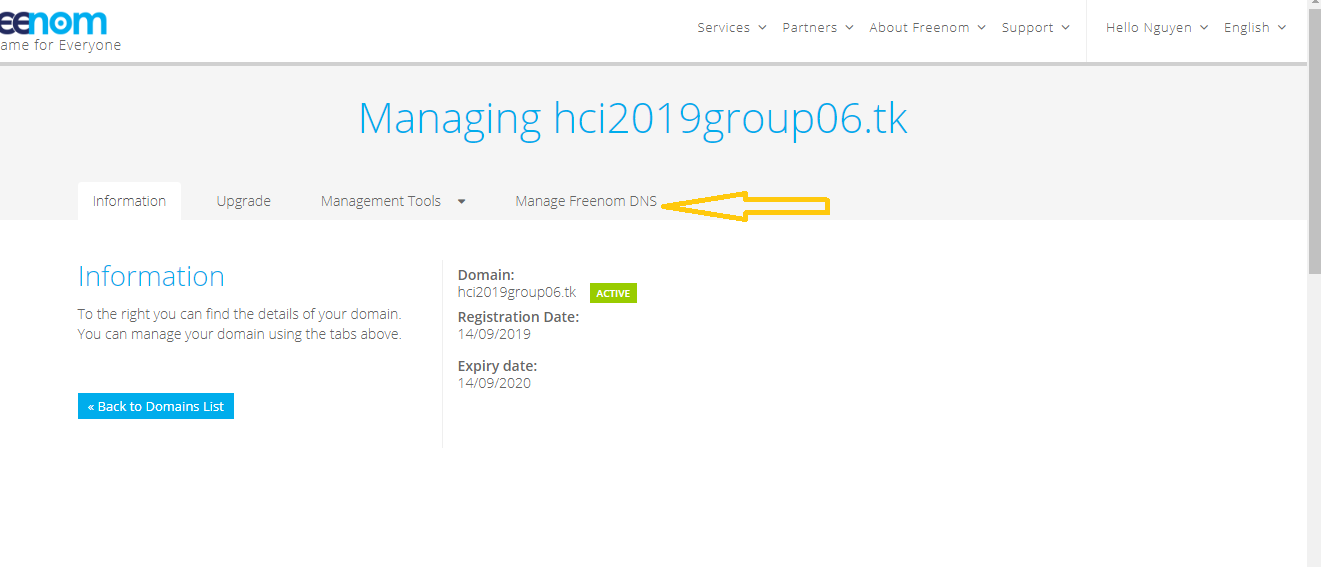 eenom
ame for Everyone
Services Partners About Freenom Support Hello Nguyen English
Managing hci2019group06.tk
Information Upgrade Management Tools Manage Freenom DNS
Information
To the right you can find the details of your domain.
You can manage your domain using the tabs above.
« Back to Domains List
Domain:
hci2019group06.tk ACTIVE
Registration Date:
14/09/2019
Expiry date:
14/09/2020